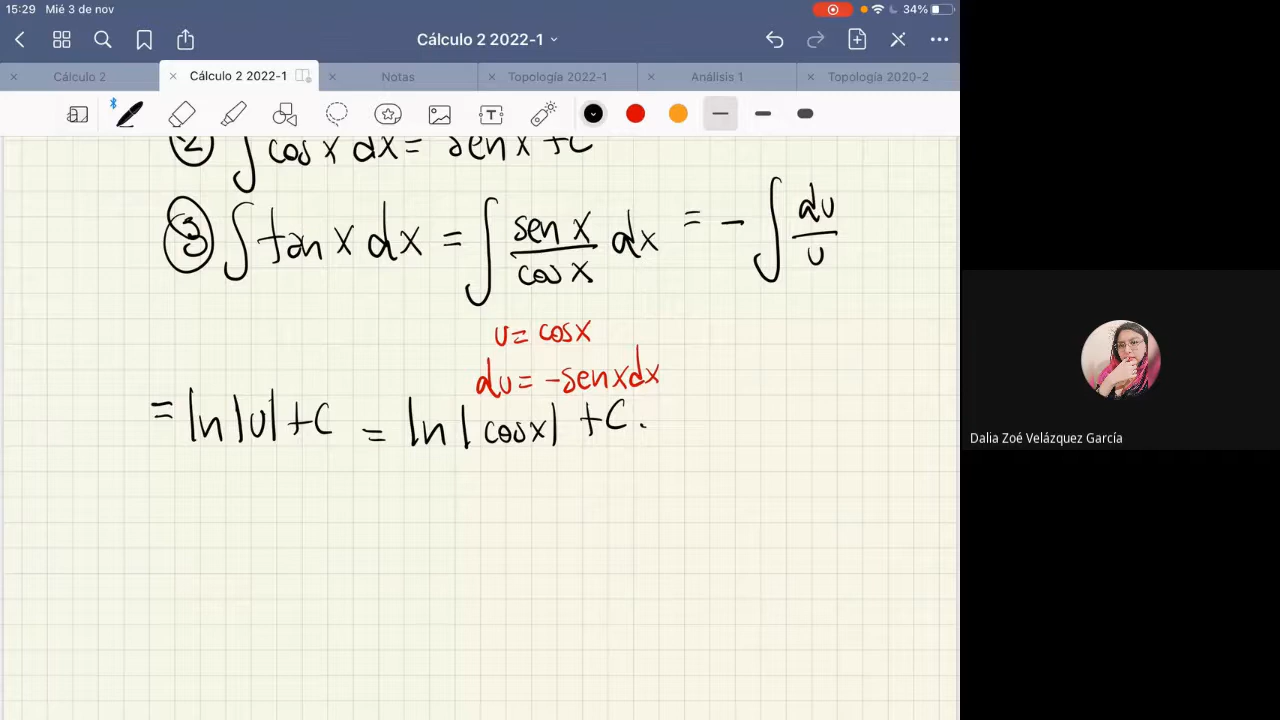 15:29 Mié 3 de nov 34%
Cálculo 2 2022-1
Cálculo 2 Cálculo 2 2022-1 Notas Topología 2022-1 Análisis 1 Topología 2020-2
② ∫ cos x dx = sen x + C
③ ∫ tan x dx = ∫ sen x / cos x dx = - ∫ du / u
u = cos x
du = -sen x dx
= ln |u| + C = ln | cos x | + C.
Dalia Zoé Velázquez García